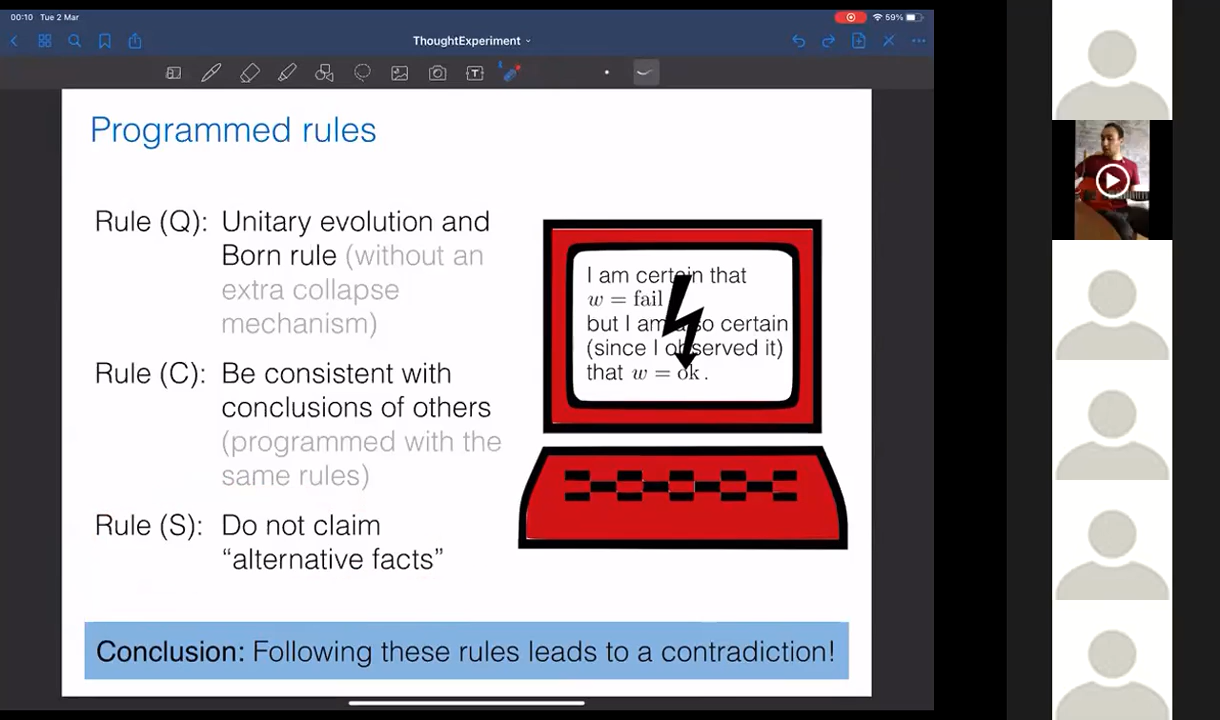 00:10 Tue 2 Mar
59%
ThoughtExperiment
T
Programmed rules
Rule (Q): Unitary evolution and
Born rule (without an
extra collapse
mechanism)
Rule (C): Be consistent with
conclusions of others
(programmed with the
same rules)
Rule (S): Do not claim
“alternative facts”
I am certain that
w = fail
but I am also certain
(since I observed it)
that w = ok.
Conclusion: Following these rules leads to a contradiction!